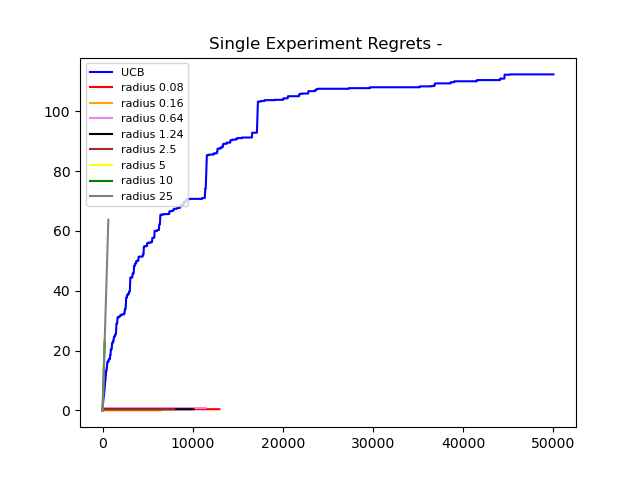 Single Experiment Regrets -
UCB
radius 0.08
radius 0.16
radius 0.64
radius 1.24
radius 2.5
radius 5
radius 10
radius 25
100
80
60
40
20
0
0 10000 20000 30000 40000 50000